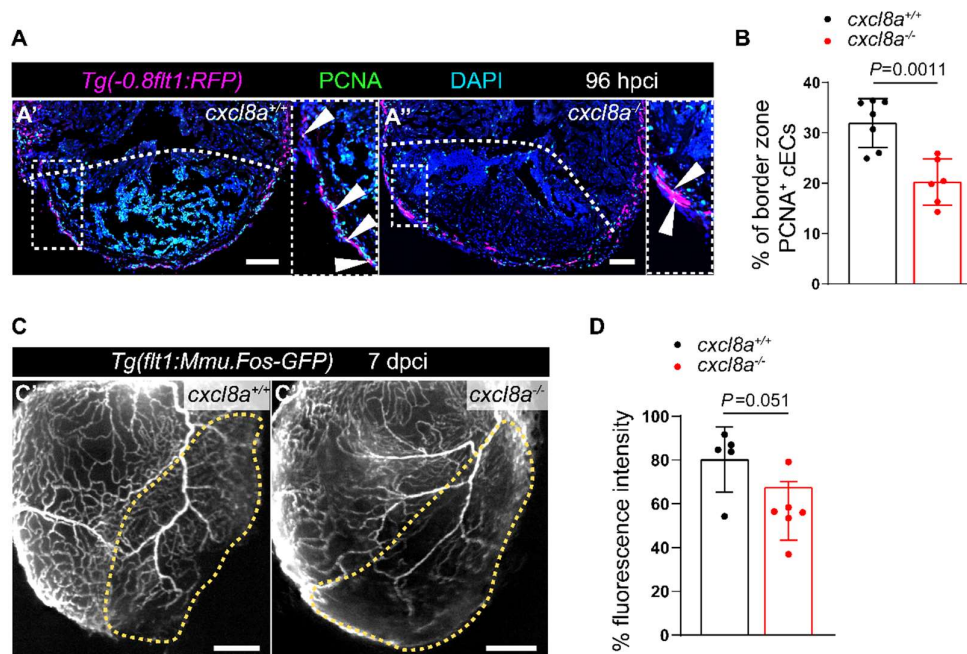 A
Tg(-0.8flt1:RFP) PCNA DAPI 96 hpci
A' cxcl8a+/+
A'' cxcl8a-/-
B
cxcl8a+/+
cxcl8a-/-
P=0.0011
% of border zone
PCNA+ cECs
40
30
20
10
0
C
Tg(flt1:Mmu.Fos-GFP) 7 dpci
C' cxcl8a+/+
cxcl8a-/-
D
cxcl8a+/+
cxcl8a-/-
P=0.051
% fluorescence intensity
100
80
60
40
20
0